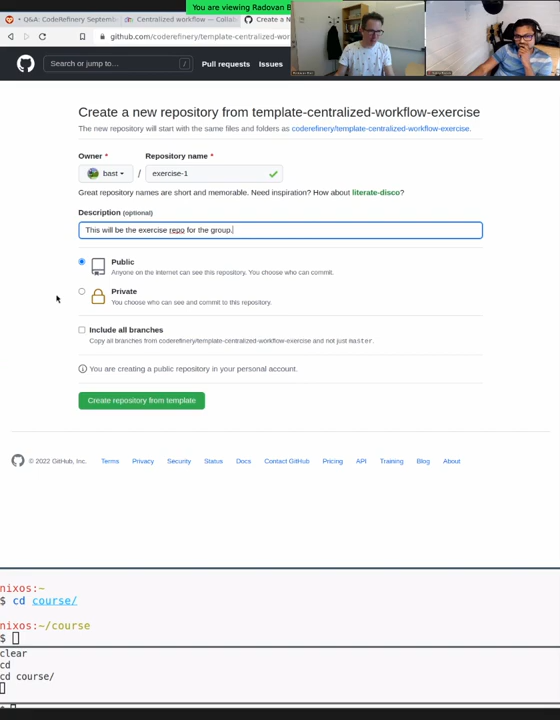 You are viewing Radovan B
Q&A: CodeRefinery Septemb
Centralized workflow — Collab
Create a N
github.com/coderefinery/template-centralized-wor
Search or jump to…
/
Pull requests
Issues
Create a new repository from template-centralized-workflow-exercise
The new repository will start with the same files and folders as coderefinery/template-centralized-workflow-exercise.
Owner * Repository name *
bast / exercise-1
Great repository names are short and memorable. Need inspiration? How about literate-disco?
Description (optional)
This will be the exercise repo for the group.
Public
Anyone on the internet can see this repository. You choose who can commit.
Private
You choose who can see and commit to this repository.
Include all branches
Copy all branches from coderefinery/template-centralized-workflow-exercise and not just master.
You are creating a public repository in your personal account.
Create repository from template
© 2022 GitHub, Inc. Terms Privacy Security Status Docs Contact GitHub Pricing API Training Blog About
nixos:~
$ cd course/
nixos:~/course
$
clear
cd
cd course/